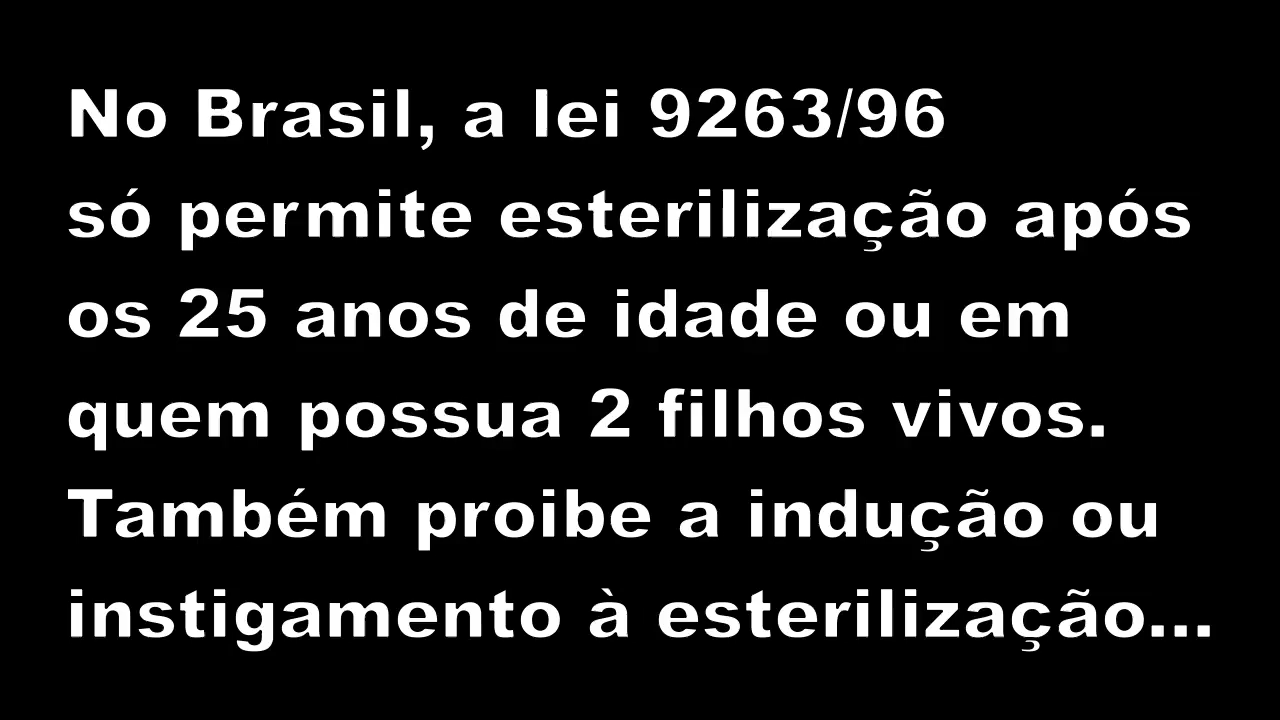 No Brasil, a lei 9263/96
só permite esterilização após
os 25 anos de idade ou em
quem possua 2 filhos vivos.
Também proibe a indução ou
instigamento à esterilização...